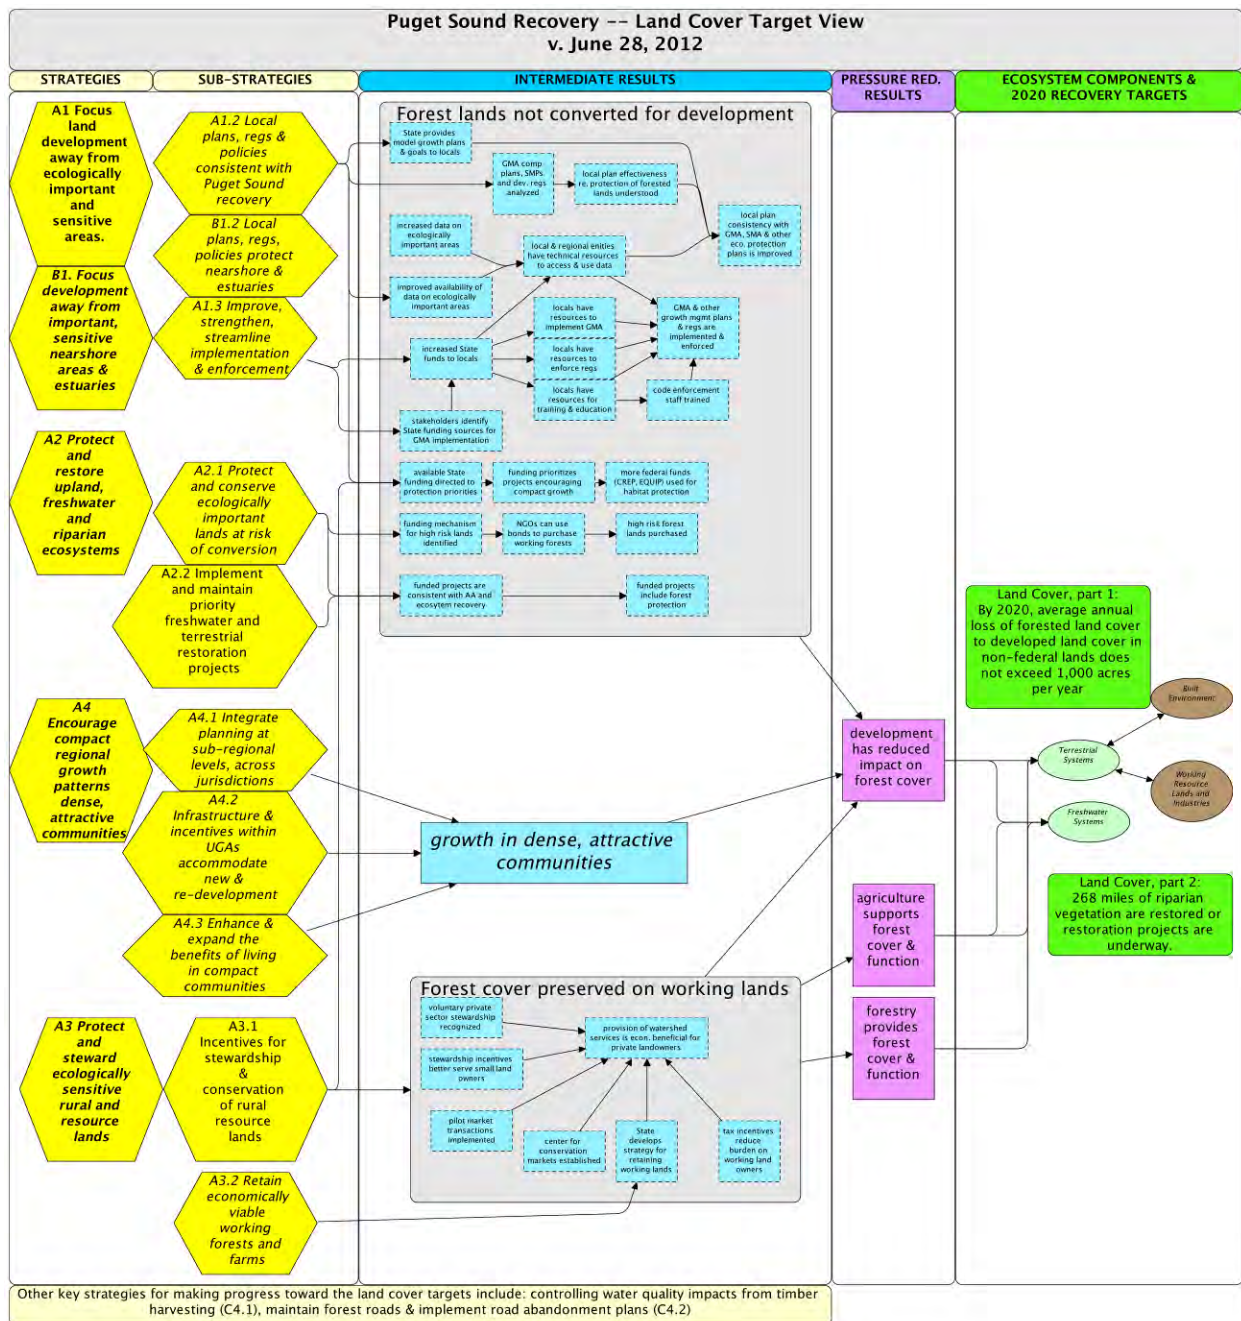 Puget Sound Recovery -- Land Cover Target View
v. June 28, 2012
STRATEGIES
SUB-STRATEGIES
INTERMEDIATE RESULTS
PRESSURE RED.
RESULTS
ECOSYSTEM COMPONENTS &
2020 RECOVERY TARGETS
A1 Focus
land
development
away from
ecologically
important
and
sensitive
areas.
B1. Focus
development
away from
important,
sensitive
nearshore
areas &
estuaries
A2 Protect
and
restore
upland,
freshwater
and
riparian
ecosystems
A4
Encourage
compact
regional
growth
patterns
dense,
attractive
communities
A3 Protect
and
steward
ecologically
sensitive
rural and
resource
lands
A1.2 Local
plans, regs &
policies
consistent with
Puget Sound
recovery
B1.2 Local
plans, regs,
policies protect
nearshore &
estuaries
A1.3 Improve,
strengthen,
streamline
implementation
& enforcement
A2.1 Protect
and conserve
ecologically
important
lands at risk
of conversion
A2.2 Implement
and maintain
priority
freshwater and
terrestrial
restoration
projects
A4.1 Integrate
planning at
sub-regional
levels, across
jurisdictions
A4.2
Infrastructure &
incentives within
UGAs
accommodate
new &
re-development
A4.3 Enhance &
expand the
benefits of living
in compact
communities
A3.1
Incentives for
stewardship
&
conservation
of rural
resource
lands
A3.2 Retain
economically
viable
working
forests and
farms
Forest lands not converted for development
State provides
model growth plans
& goals to locals
GMA comp
plans, SMPs
and dev. regs
analyzed
local plan effectiveness
re. protection of forested
lands understood
local plan
consistency with
GMA, SMA & other
eco. protection
plans is improved
increased data on
ecologically
important areas
local & regional entities
have technical resources
to access & use data
improved availability of
data on ecologically
important areas
locals have
resources to
implement GMA
GMA & other
growth mgmt plans
& regs are
implemented &
enforced
increased State
funds to locals
locals have
resources to
enforce regs
locals have
resources for
training & education
code enforcement
staff trained
stakeholders identify
State funding sources for
GMA implementation
available State
funding directed to
protection priorities
funding prioritizes
projects encouraging
compact growth
more federal funds
(CREP, EQUIP) used for
habitat protection
funding mechanism
for high risk lands
identified
NGOs can use
bonds to purchase
working forests
high risk forest
lands purchased
funded projects are
consistent with AA and
ecosytem recovery
funded projects
include forest
protection
growth in dense, attractive
communities
Forest cover preserved on working lands
voluntary private
sector stewardship
recognized
provision of watershed
services is econ. beneficial for
private landowners
stewardship incentives
better serve small land
owners
pilot market
transactions
implemented
center for
conservation
markets established
State
develops
strategy for
retaining
working lands
tax incentives
reduce
burden on
working land
owners
development
has reduced
impact on
forest cover
agriculture
supports
forest
cover &
function
forestry
provides
forest
cover &
function
Land Cover, part 1:
By 2020, average annual
loss of forested land cover
to developed land cover in
non-federal lands does
not exceed 1,000 acres
per year
Built
Environment
Terrestrial
Systems
Working
Resource
Lands and
Industries
Freshwater
Systems
Land Cover, part 2:
268 miles of riparian
vegetation are restored or
restoration projects are
underway.
Other key strategies for making progress toward the land cover targets include: controlling water quality impacts from timber
harvesting (C4.1), maintain forest roads & implement road abandonment plans (C4.2)